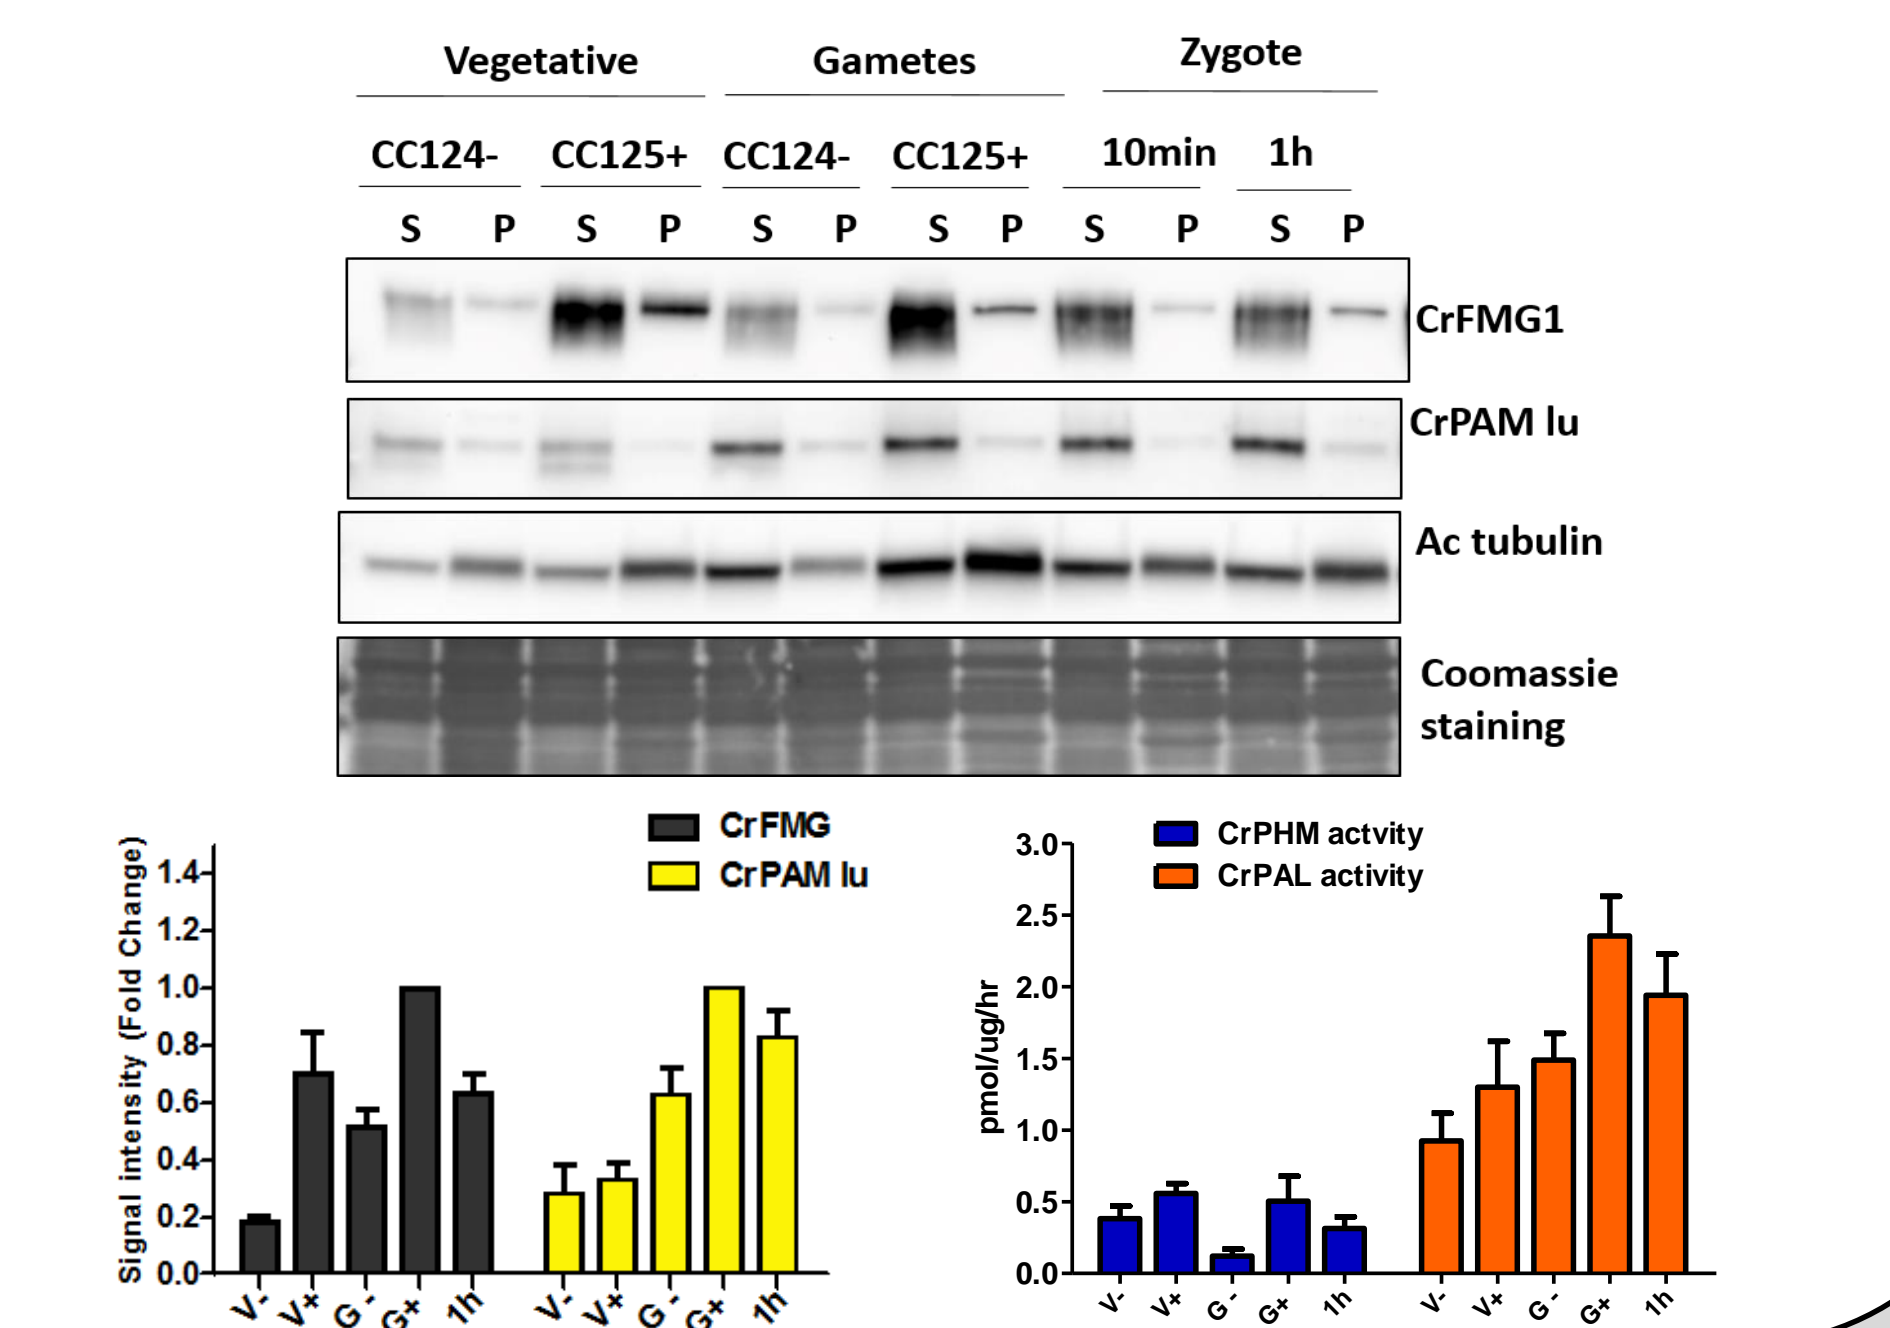 Vegetative Gametes Zygote
CC124- CC125+ CC124- CC125+ 10min 1h
S P S P S P S P S P S P
CrFMG1
CrPAM lu
Ac tubulin
Coomassie
staining
CrFMG
CrPAM lu
Signal intensity (Fold Change)
1.4
1.2
1.0
0.8
0.6
0.4
0.2
0.0
V- V+ G - G+ 1h V- V+ G - G+ 1h
CrPHM actvity
CrPAL activity
pmol/ug/hr
3.0
2.5
2.0
1.5
1.0
0.5
0.0
V- V+ G - G+ 1h V- V+ G - G+ 1h